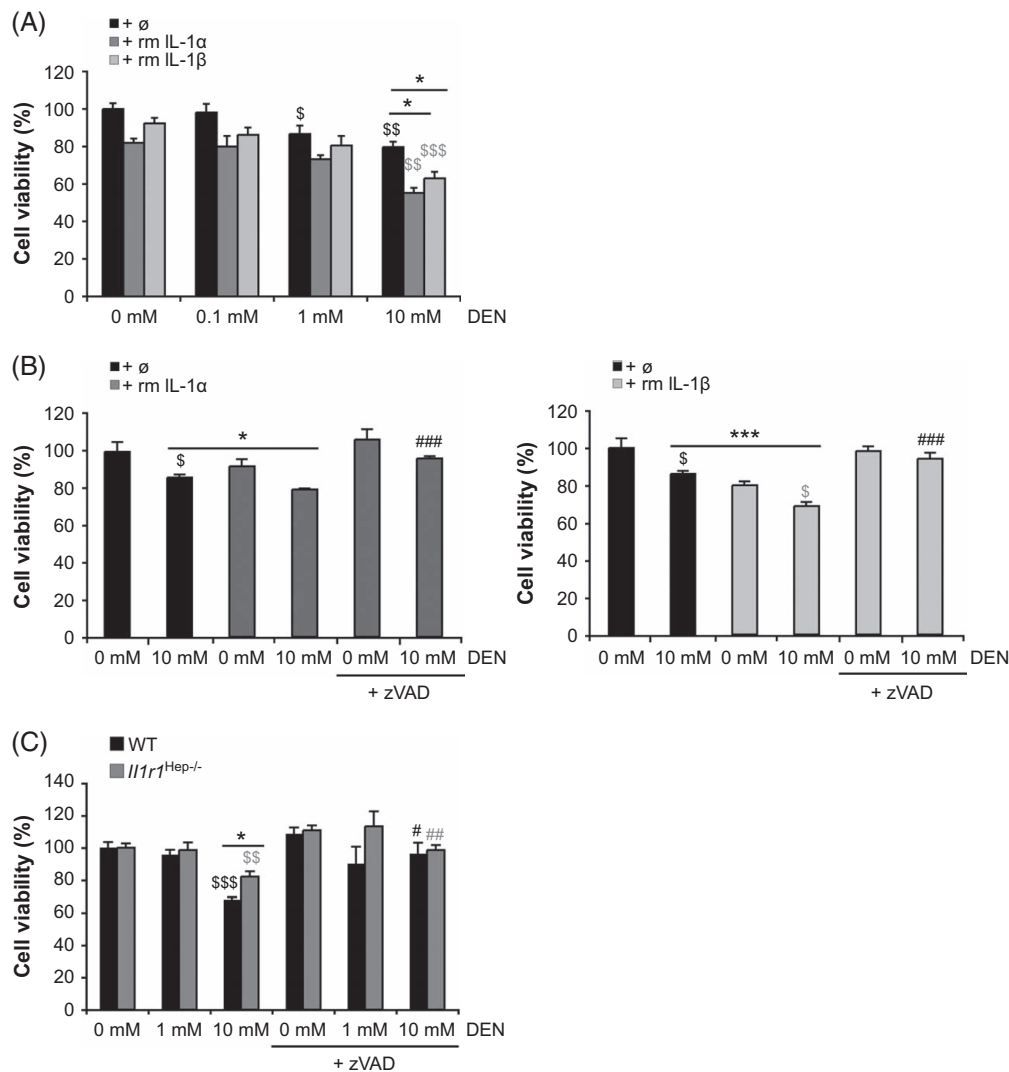 (A)
+ ø
+ rm IL-1α
+ rm IL-1β
Cell viability (%)
120
100
80
60
40
20
0
$
$$
$$
$$$
*
*
0 mM 0.1 mM 1 mM 10 mM DEN
(B)
+ ø
+ rm IL-1α
Cell viability (%)
120
100
80
60
40
20
0
$
*
###
0 mM 10 mM 0 mM 10 mM 0 mM 10 mM DEN
+ zVAD
+ ø
+ rm IL-1β
Cell viability (%)
120
100
80
60
40
20
0
$
***
$
###
0 mM 10 mM 0 mM 10 mM 0 mM 10 mM DEN
+ zVAD
(C)
WT
Il1r1Hep-/-
Cell viability (%)
140
120
100
80
60
40
20
0
$$$
*
$$
# ##
0 mM 1 mM 10 mM 0 mM 1 mM 10 mM DEN
+ zVAD